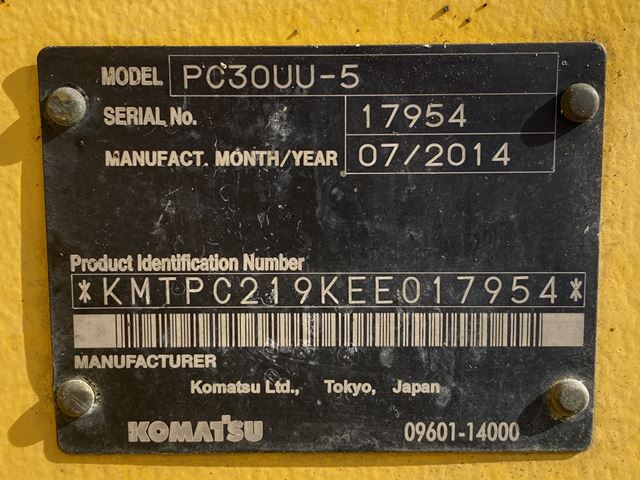 MODEL PC30UU-5
SERIAL No. 17954
MANUFACT. MONTH/YEAR 07/2014
Product Identification Number
*KMTPC219KEE017954*
MANUFACTURER
Komatsu Ltd., Tokyo, Japan
KOMATSU 09601-14000